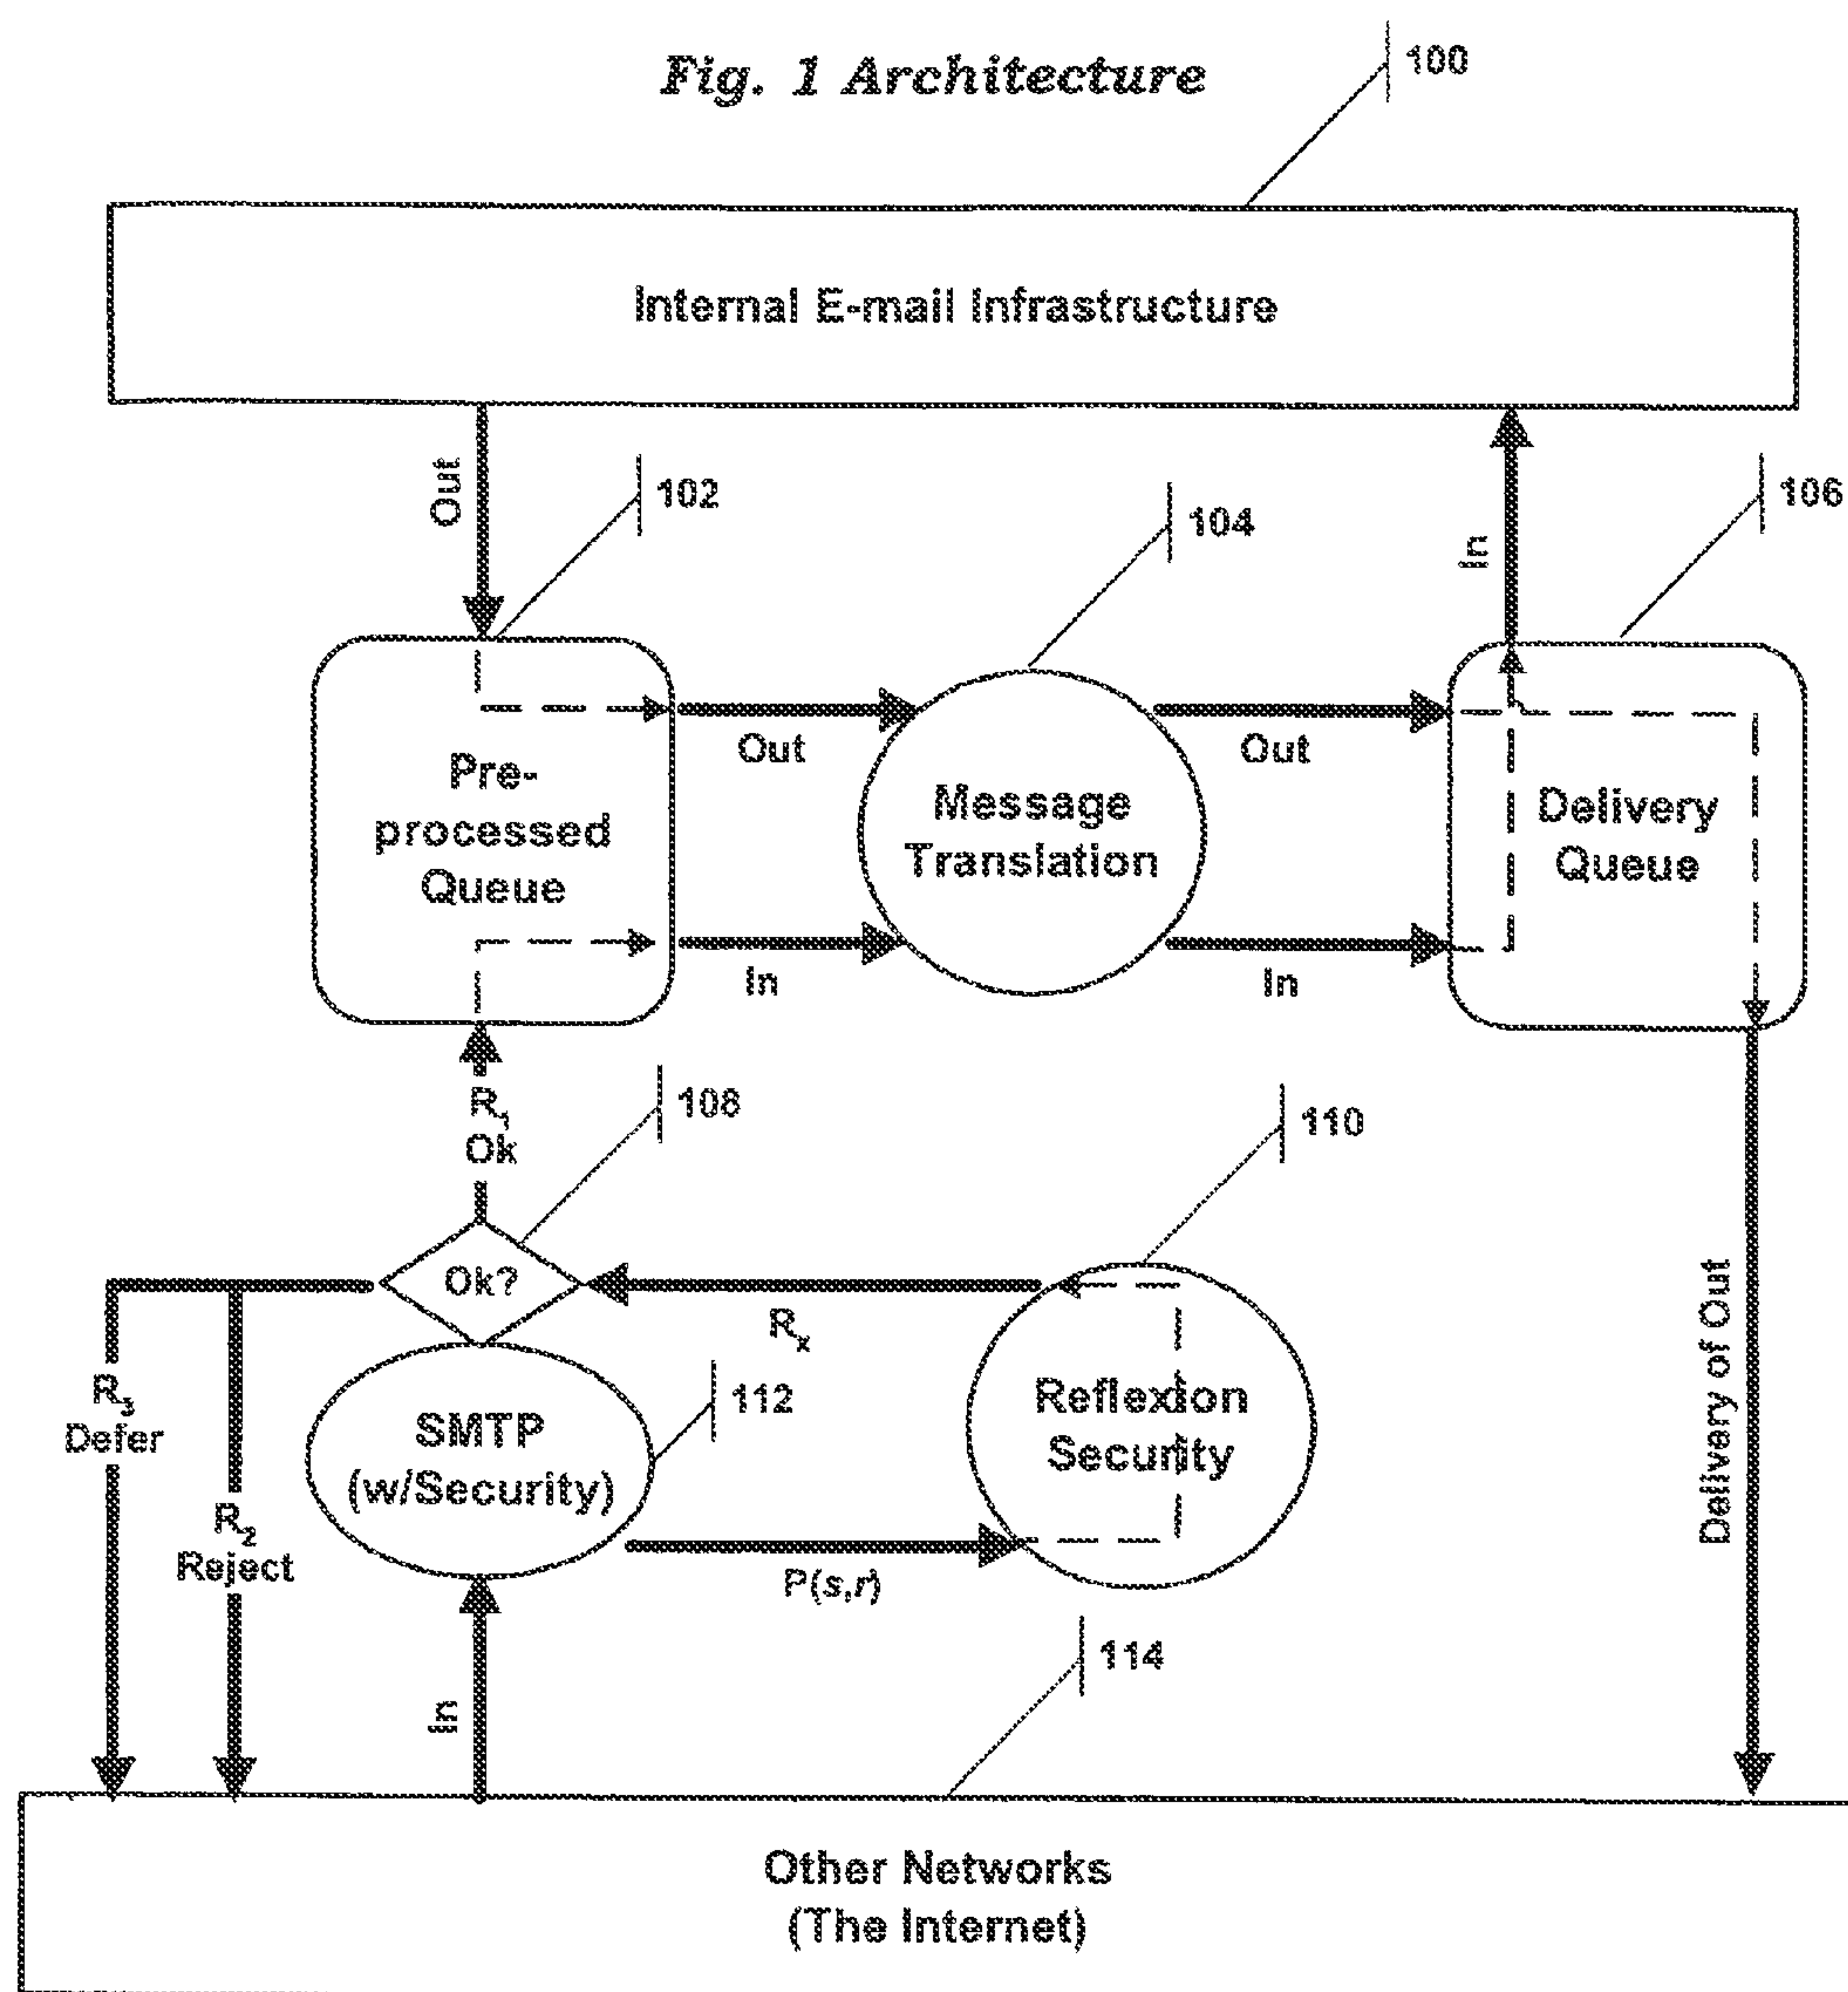 Fig. 1 Architecture
100
Internal E-mail Infrastructure
Out
102
104
In
106
Pre-
processed
Queue
Out
Message
Translation
Out
Delivery
Queue
In
In
R1
Ok
108
110
Ok?
Rx
R3
Defer
R2
Reject
SMTP
(w/Security)
112
Reflexion
Security
P(s,r)
Delivery of Out
In
114
Other Networks
(The Internet)